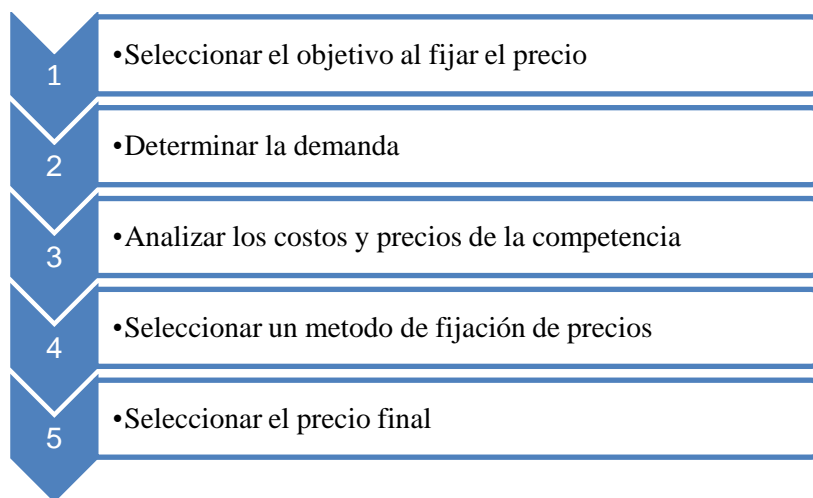 1
•Seleccionar el objetivo al fijar el precio
2
•Determinar la demanda
3
•Analizar los costos y precios de la competencia
4
•Seleccionar un metodo de fijación de precios
5
•Seleccionar el precio final